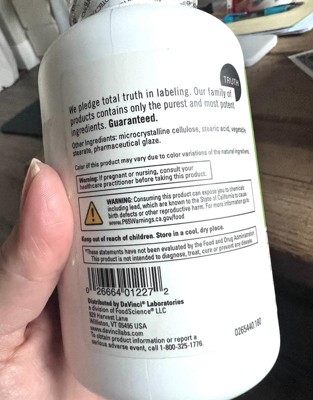 TRUTH
We pledge total truth in labeling. Our family of
products contains only the purest and most potent
ingredients. Guaranteed.
Other Ingredients: microcrystalline cellulose, stearic acid, vegetable
stearate, pharmaceutical glaze.
Color of this product may vary due to color variations of the natural ingredients.
Warning: If pregnant or nursing, consult your
healthcare practitioner before taking this product.
WARNING: Consuming this product can expose you to chemicals
including lead, which are known to the State of California to cause
birth defects or other reproductive harm. For more information go to
www.P65Warnings.ca.gov/food
Keep out of reach of children. Store in a cool, dry place.
*These statements have not been evaluated by the Food and Drug Administration.
This product is not intended to diagnose, treat, cure or prevent any disease.
0 26664 01227 2
Distributed by DaVinci® Laboratories
a division of FoodScience® LLC
929 Harvest Lane
Williston, VT 05495 USA
www.davincilabs.com
To obtain product information or report a
serious adverse event, call 1-800-325-1776.
0265440.160